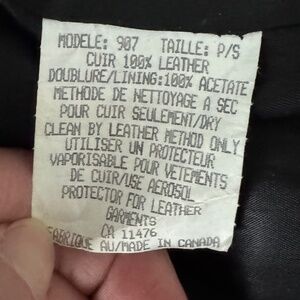 MODELE: 907 TAILLE: P/S
CUIR 100% LEATHER
DOUBLURE/LINING:100% ACETATE
METHODE DE NETTOYAGE A SEC
POUR CUIR SEULEMENT/DRY
CLEAN BY LEATHER METHOD ONLY
UTILISER UN PROTECTEUR
VAPORISABLE POUR VETEMENTS
DE CUIR/USE AEROSOL
PROTECTOR FOR LEATHER
GARMENTS
CA 11476
FABRIQUE AU/MADE IN CANADA